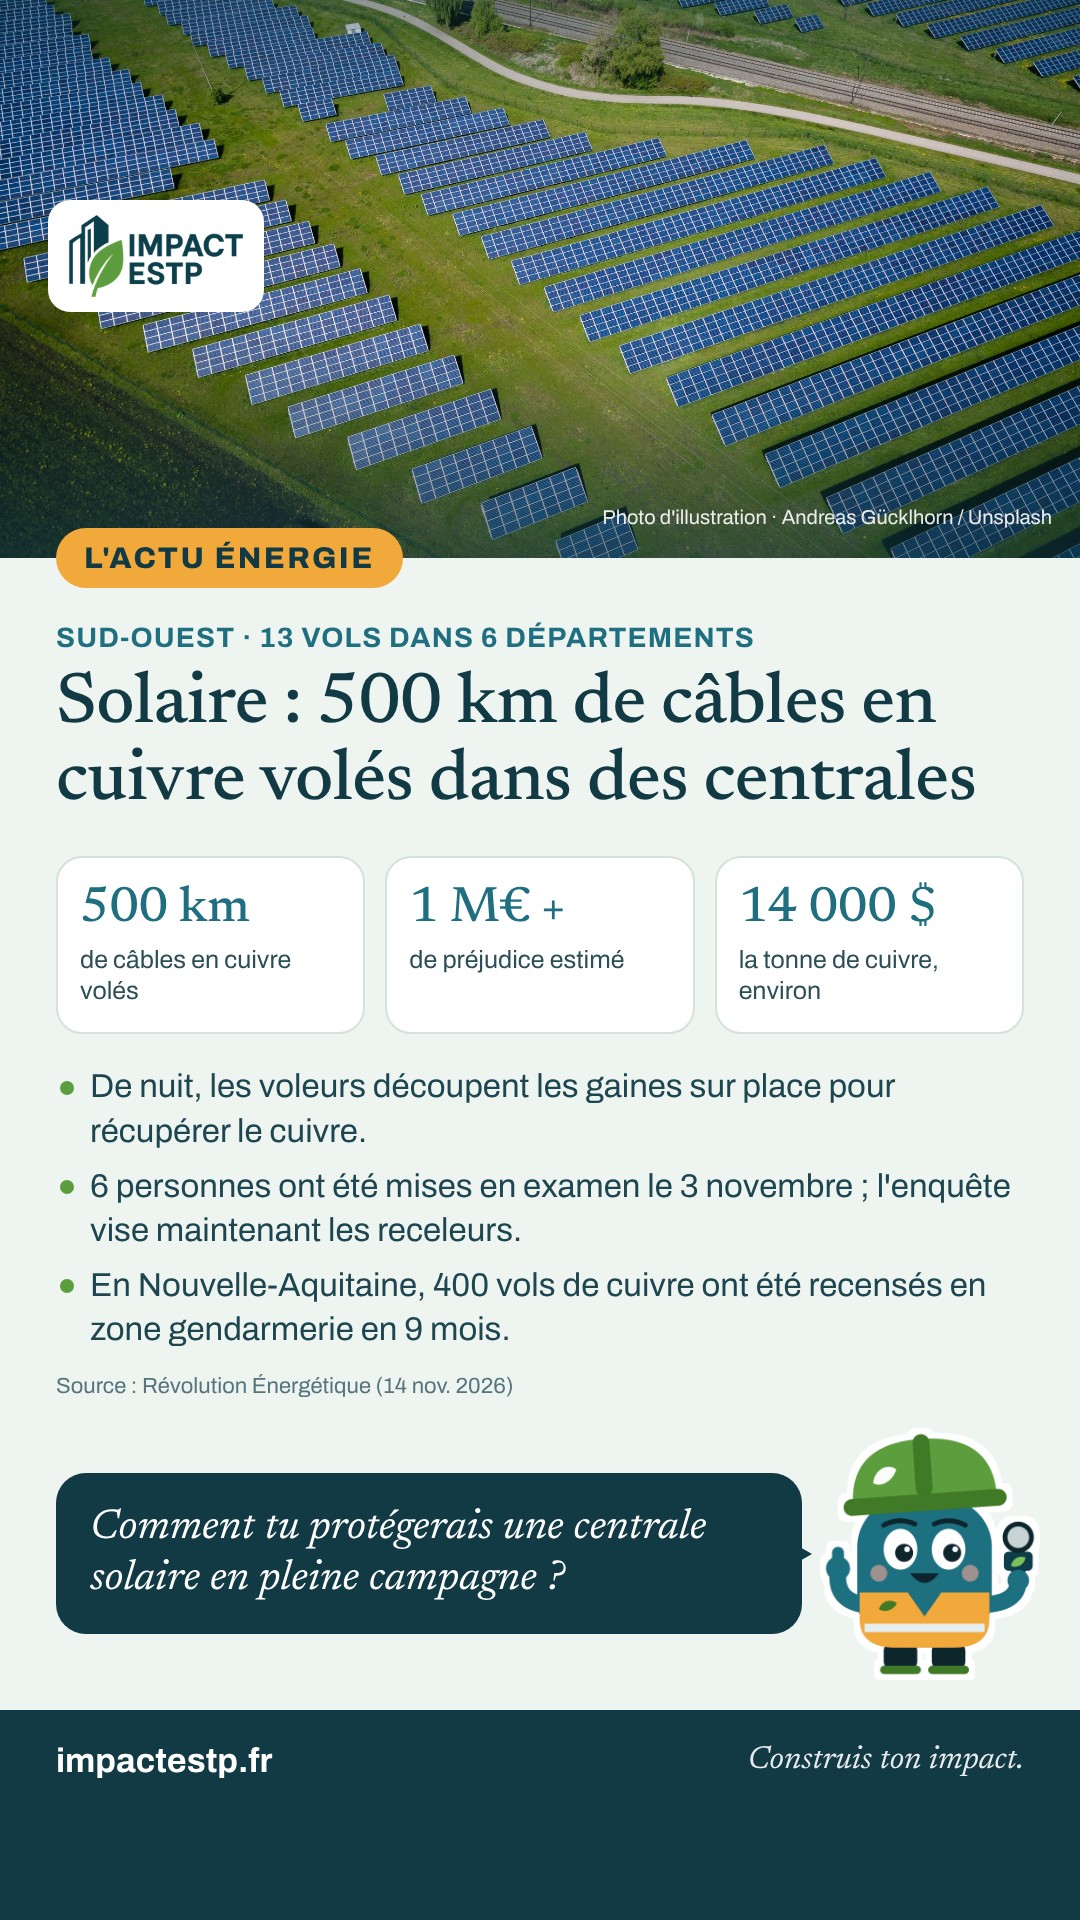 IMPACT
ESTP
Photo d'illustration · Andreas Gücklhorn / Unsplash
L'ACTU ÉNERGIE
SUD-OUEST · 13 VOLS DANS 6 DÉPARTEMENTS
Solaire : 500 km de câbles en
cuivre volés dans des centrales
500 km
de câbles en cuivre
volés
1 M€ +
de préjudice estimé
14 000 $
la tonne de cuivre,
environ
De nuit, les voleurs découpent les gaines sur place pour
récupérer le cuivre.
6 personnes ont été mises en examen le 3 novembre ; l'enquête
vise maintenant les receleurs.
En Nouvelle-Aquitaine, 400 vols de cuivre ont été recensés en
zone gendarmerie en 9 mois.
Source : Révolution Énergétique (14 nov. 2026)
Comment tu protégerais une centrale
solaire en pleine campagne ?
impactestp.fr
Construis ton impact.